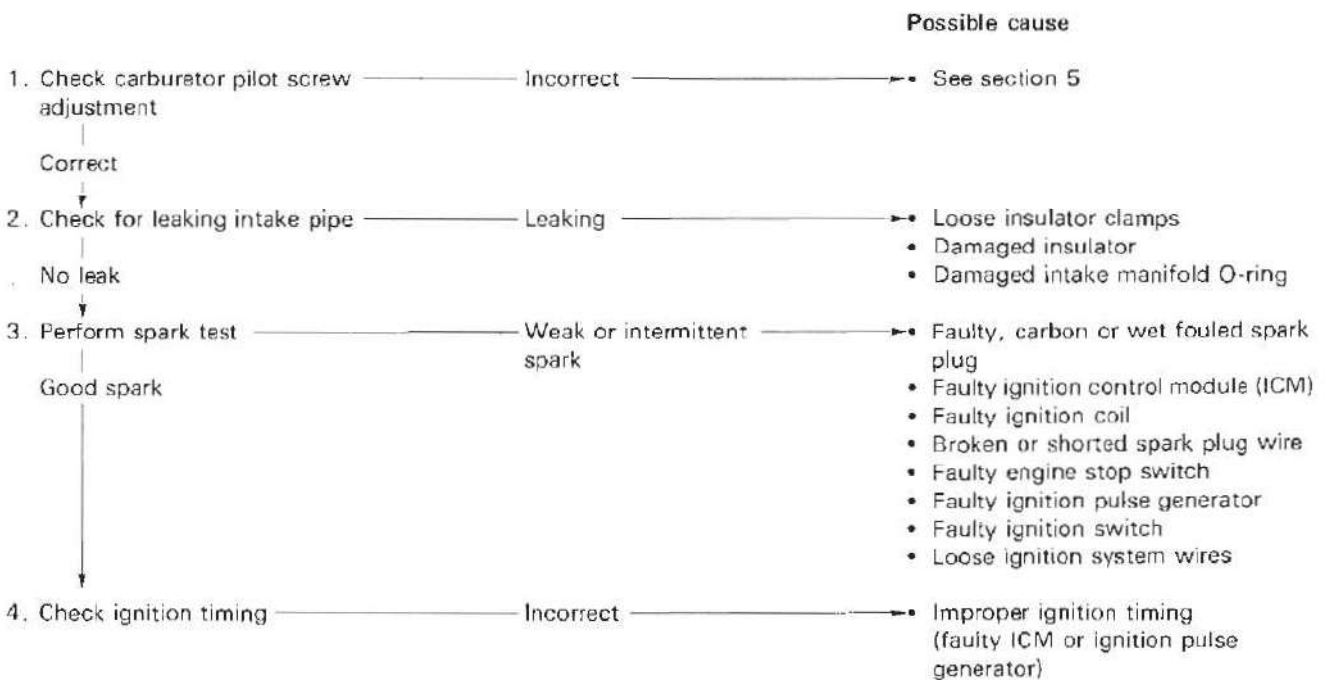 Possible cause
1. Check carburetor pilot screw adjustment
Incorrect
• See section 5
Correct
2. Check for leaking intake pipe
Leaking
• Loose insulator clamps
• Damaged insulator
• Damaged intake manifold O-ring
No leak
3. Perform spark test
Weak or intermittent
spark
• Faulty, carbon or wet fouled spark
plug
• Faulty ignition control module (ICM)
• Faulty ignition coil
• Broken or shorted spark plug wire
• Faulty engine stop switch
• Faulty ignition pulse generator
• Faulty ignition switch
• Loose ignition system wires
Good spark
4. Check ignition timing
Incorrect
• Improper ignition timing
(faulty ICM or ignition pulse
generator)